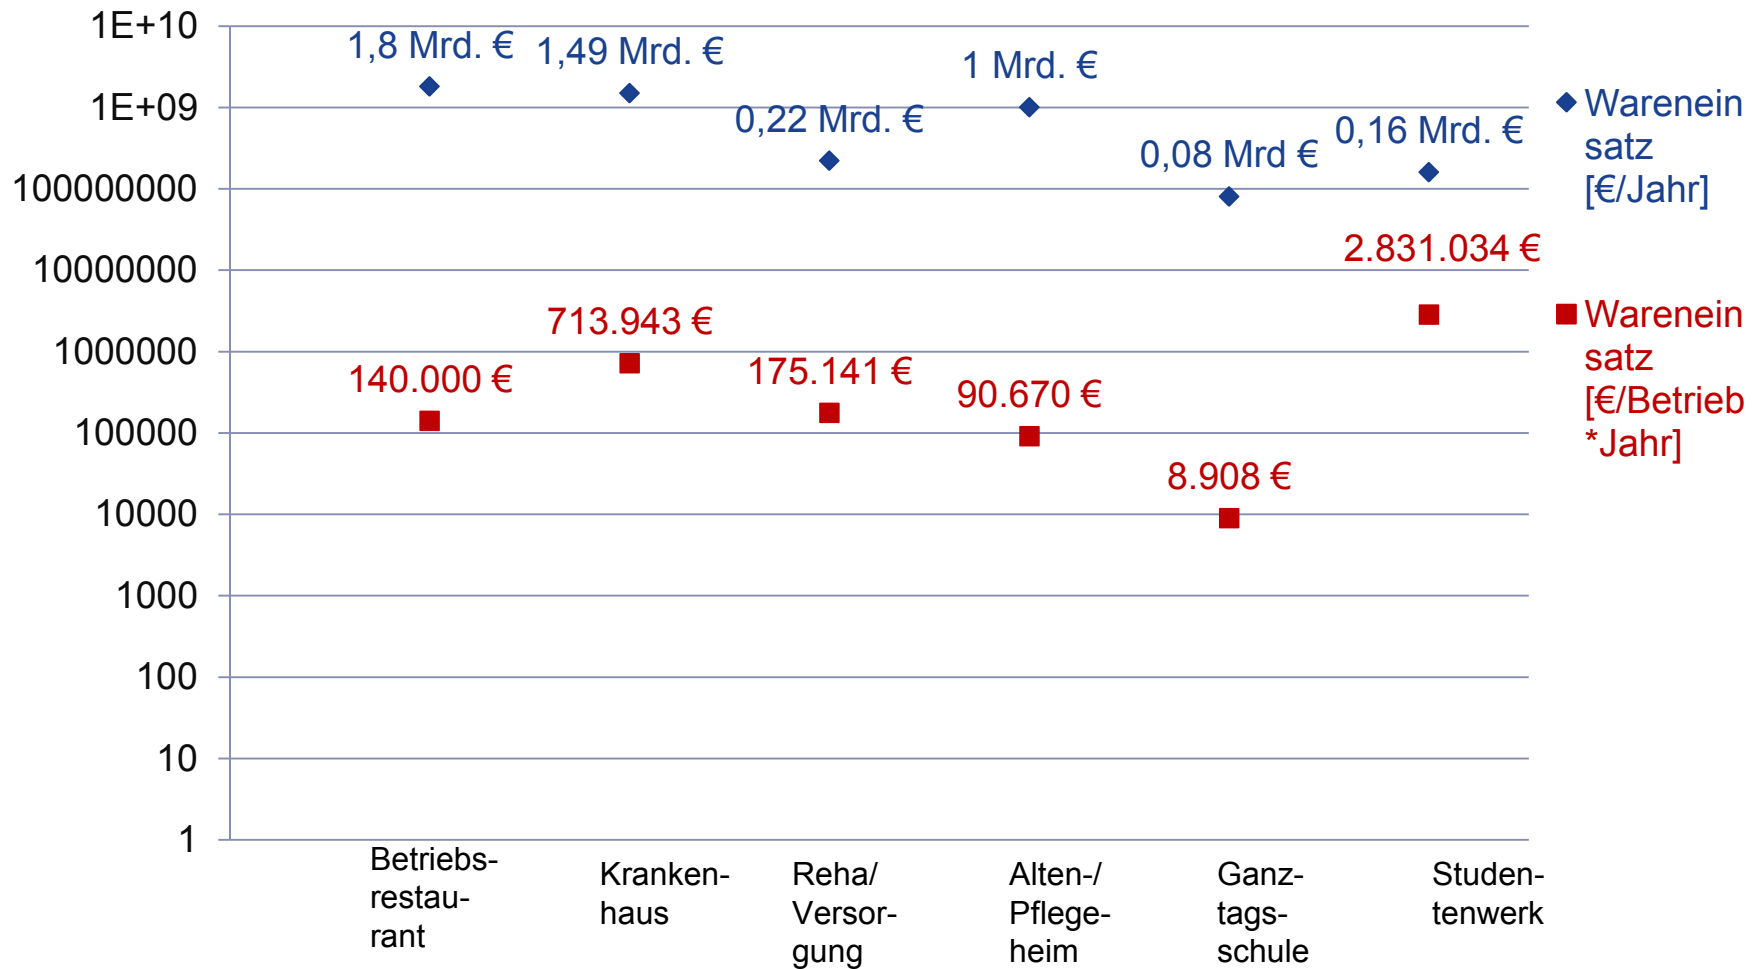 1E+10
1E+09
100000000
10000000
1000000
100000
10000
1000
100
10
1
1,8 Mrd. €
1,49 Mrd. €
0,22 Mrd. €
1 Mrd. €
0,08 Mrd €
0,16 Mrd. €
140.000 €
713.943 €
175.141 €
90.670 €
8.908 €
2.831.034 €
Betriebs-
restau-
rant
Kranken-
haus
Reha/
Versor-
gung
Alten-/
Pflege-
heim
Ganz-
tags-
schule
Studen-
tenwerk
Warenein
satz
[€/Jahr]
Warenein
satz
[€/Betrieb
*Jahr]